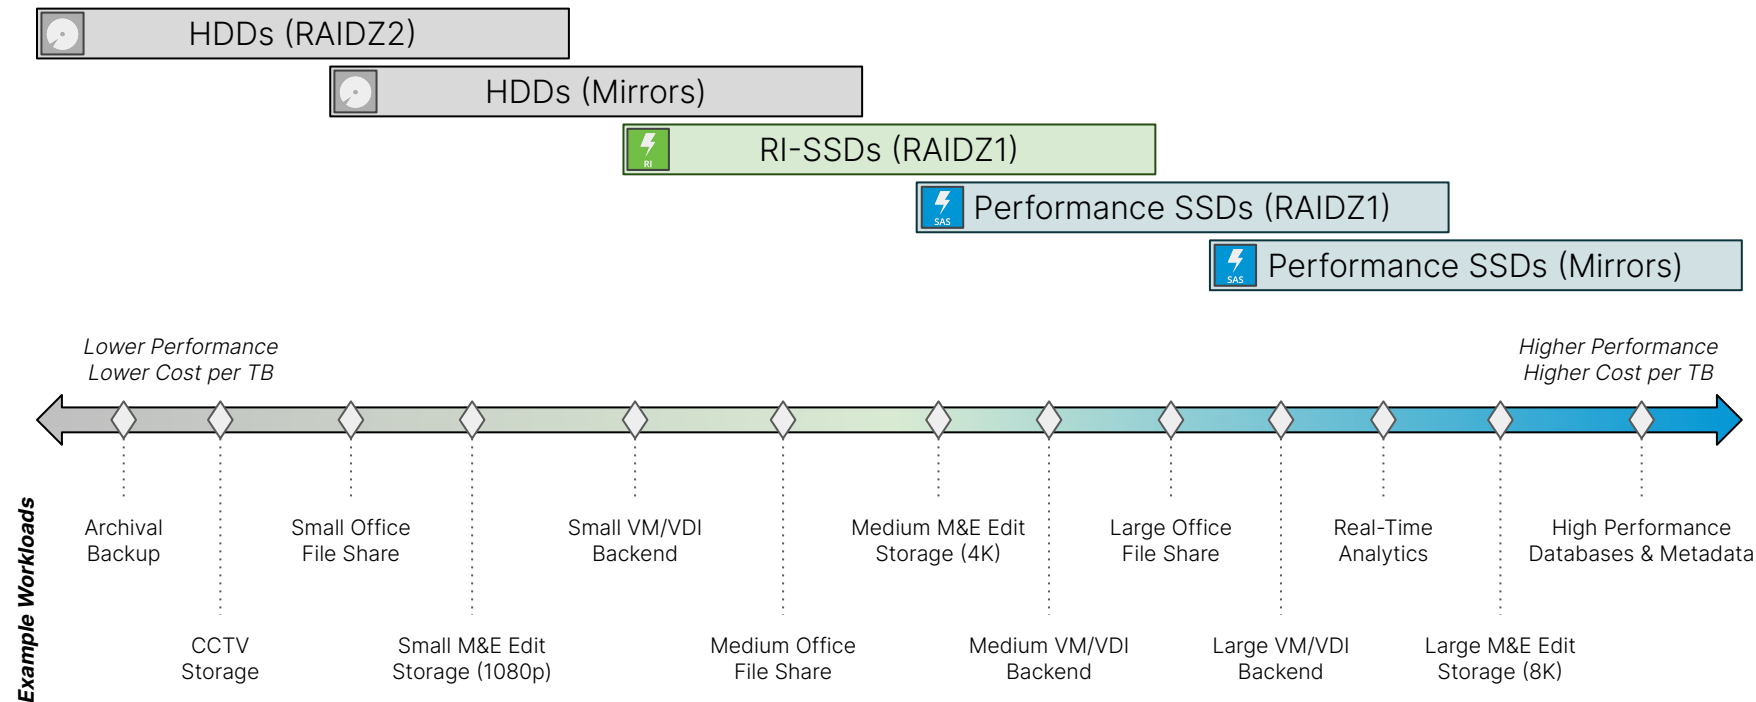 HDDs (RAIDZ2)
HDDs (Mirrors)
RI
RI-SSDs (RAIDZ1)
SAS
Performance SSDs (RAIDZ1)
SAS
Performance SSDs (Mirrors)
Lower Performance
Lower Cost per TB
Higher Performance
Higher Cost per TB
Example Workloads
Archival
Backup
Small Office
File Share
Small VM/VDI
Backend
Medium M&E Edit
Storage (4K)
Large Office
File Share
Real-Time
Analytics
High Performance
Databases & Metadata
CCTV
Storage
Small M&E Edit
Storage (1080p)
Medium Office
File Share
Medium VM/VDI
Backend
Large VM/VDI
Backend
Large M&E Edit
Storage (8K)